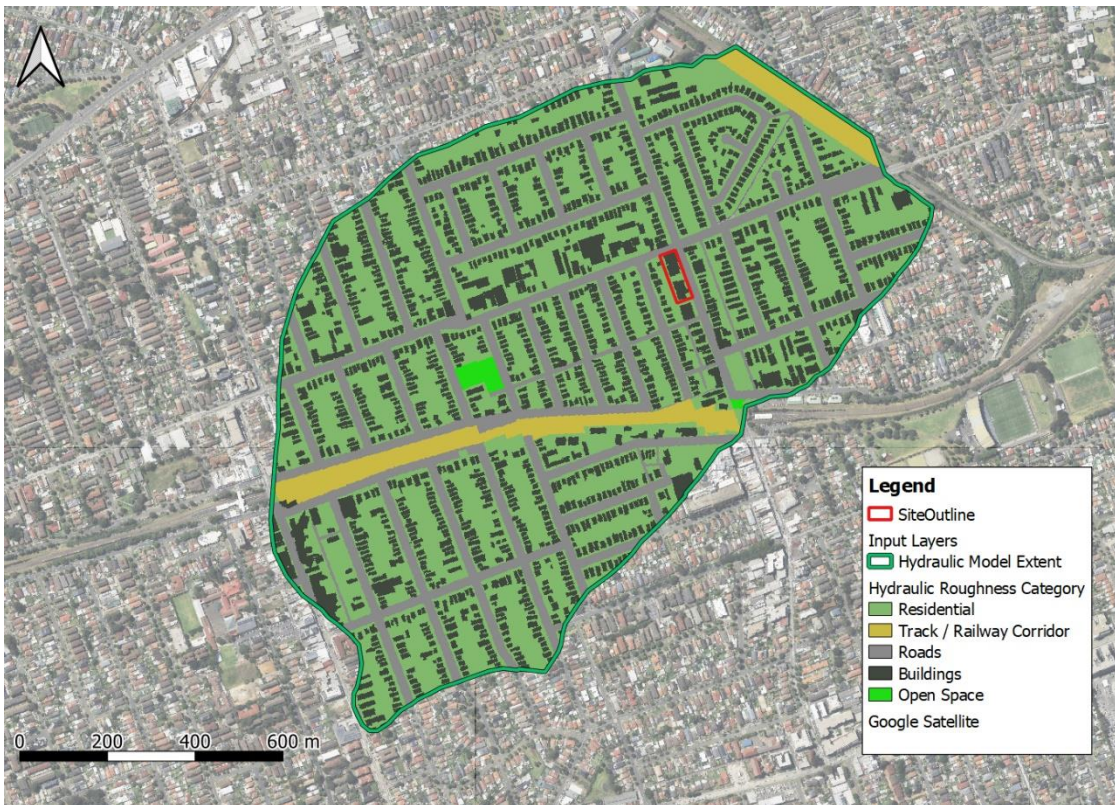 0 200 400 600 m
Legend
SiteOutline
Input Layers
Hydraulic Model Extent
Hydraulic Roughness Category
Residential
Track / Railway Corridor
Roads
Buildings
Open Space
Google Satellite